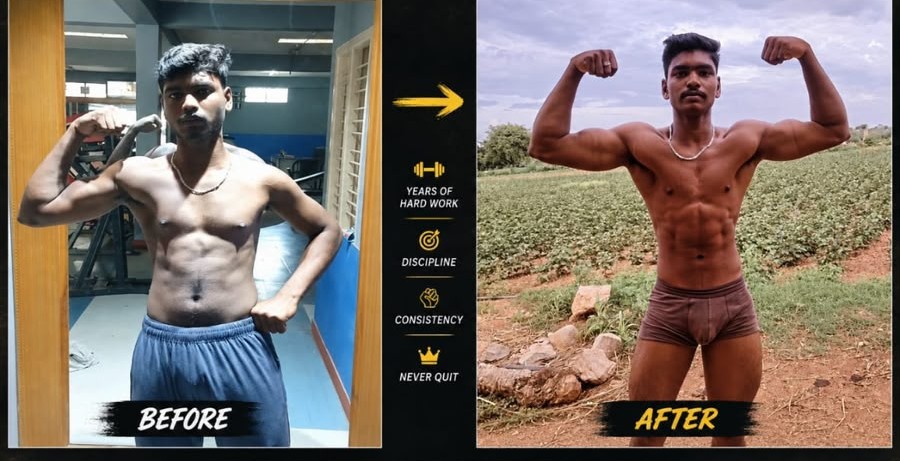 YEARS OF
HARD WORK
DISCIPLINE
CONSISTENCY
NEVER QUIT
BEFORE
AFTER